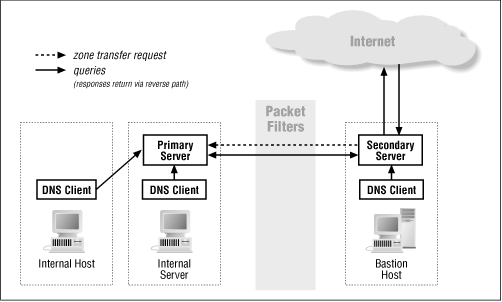 Internet
zone transfer request
queries
(responses return via reverse path)
Packet
Filters
Primary
Server
Secondary
Server
DNS Client
DNS Client
DNS Client
Internal Host
Internal
Server
Bastion
Host